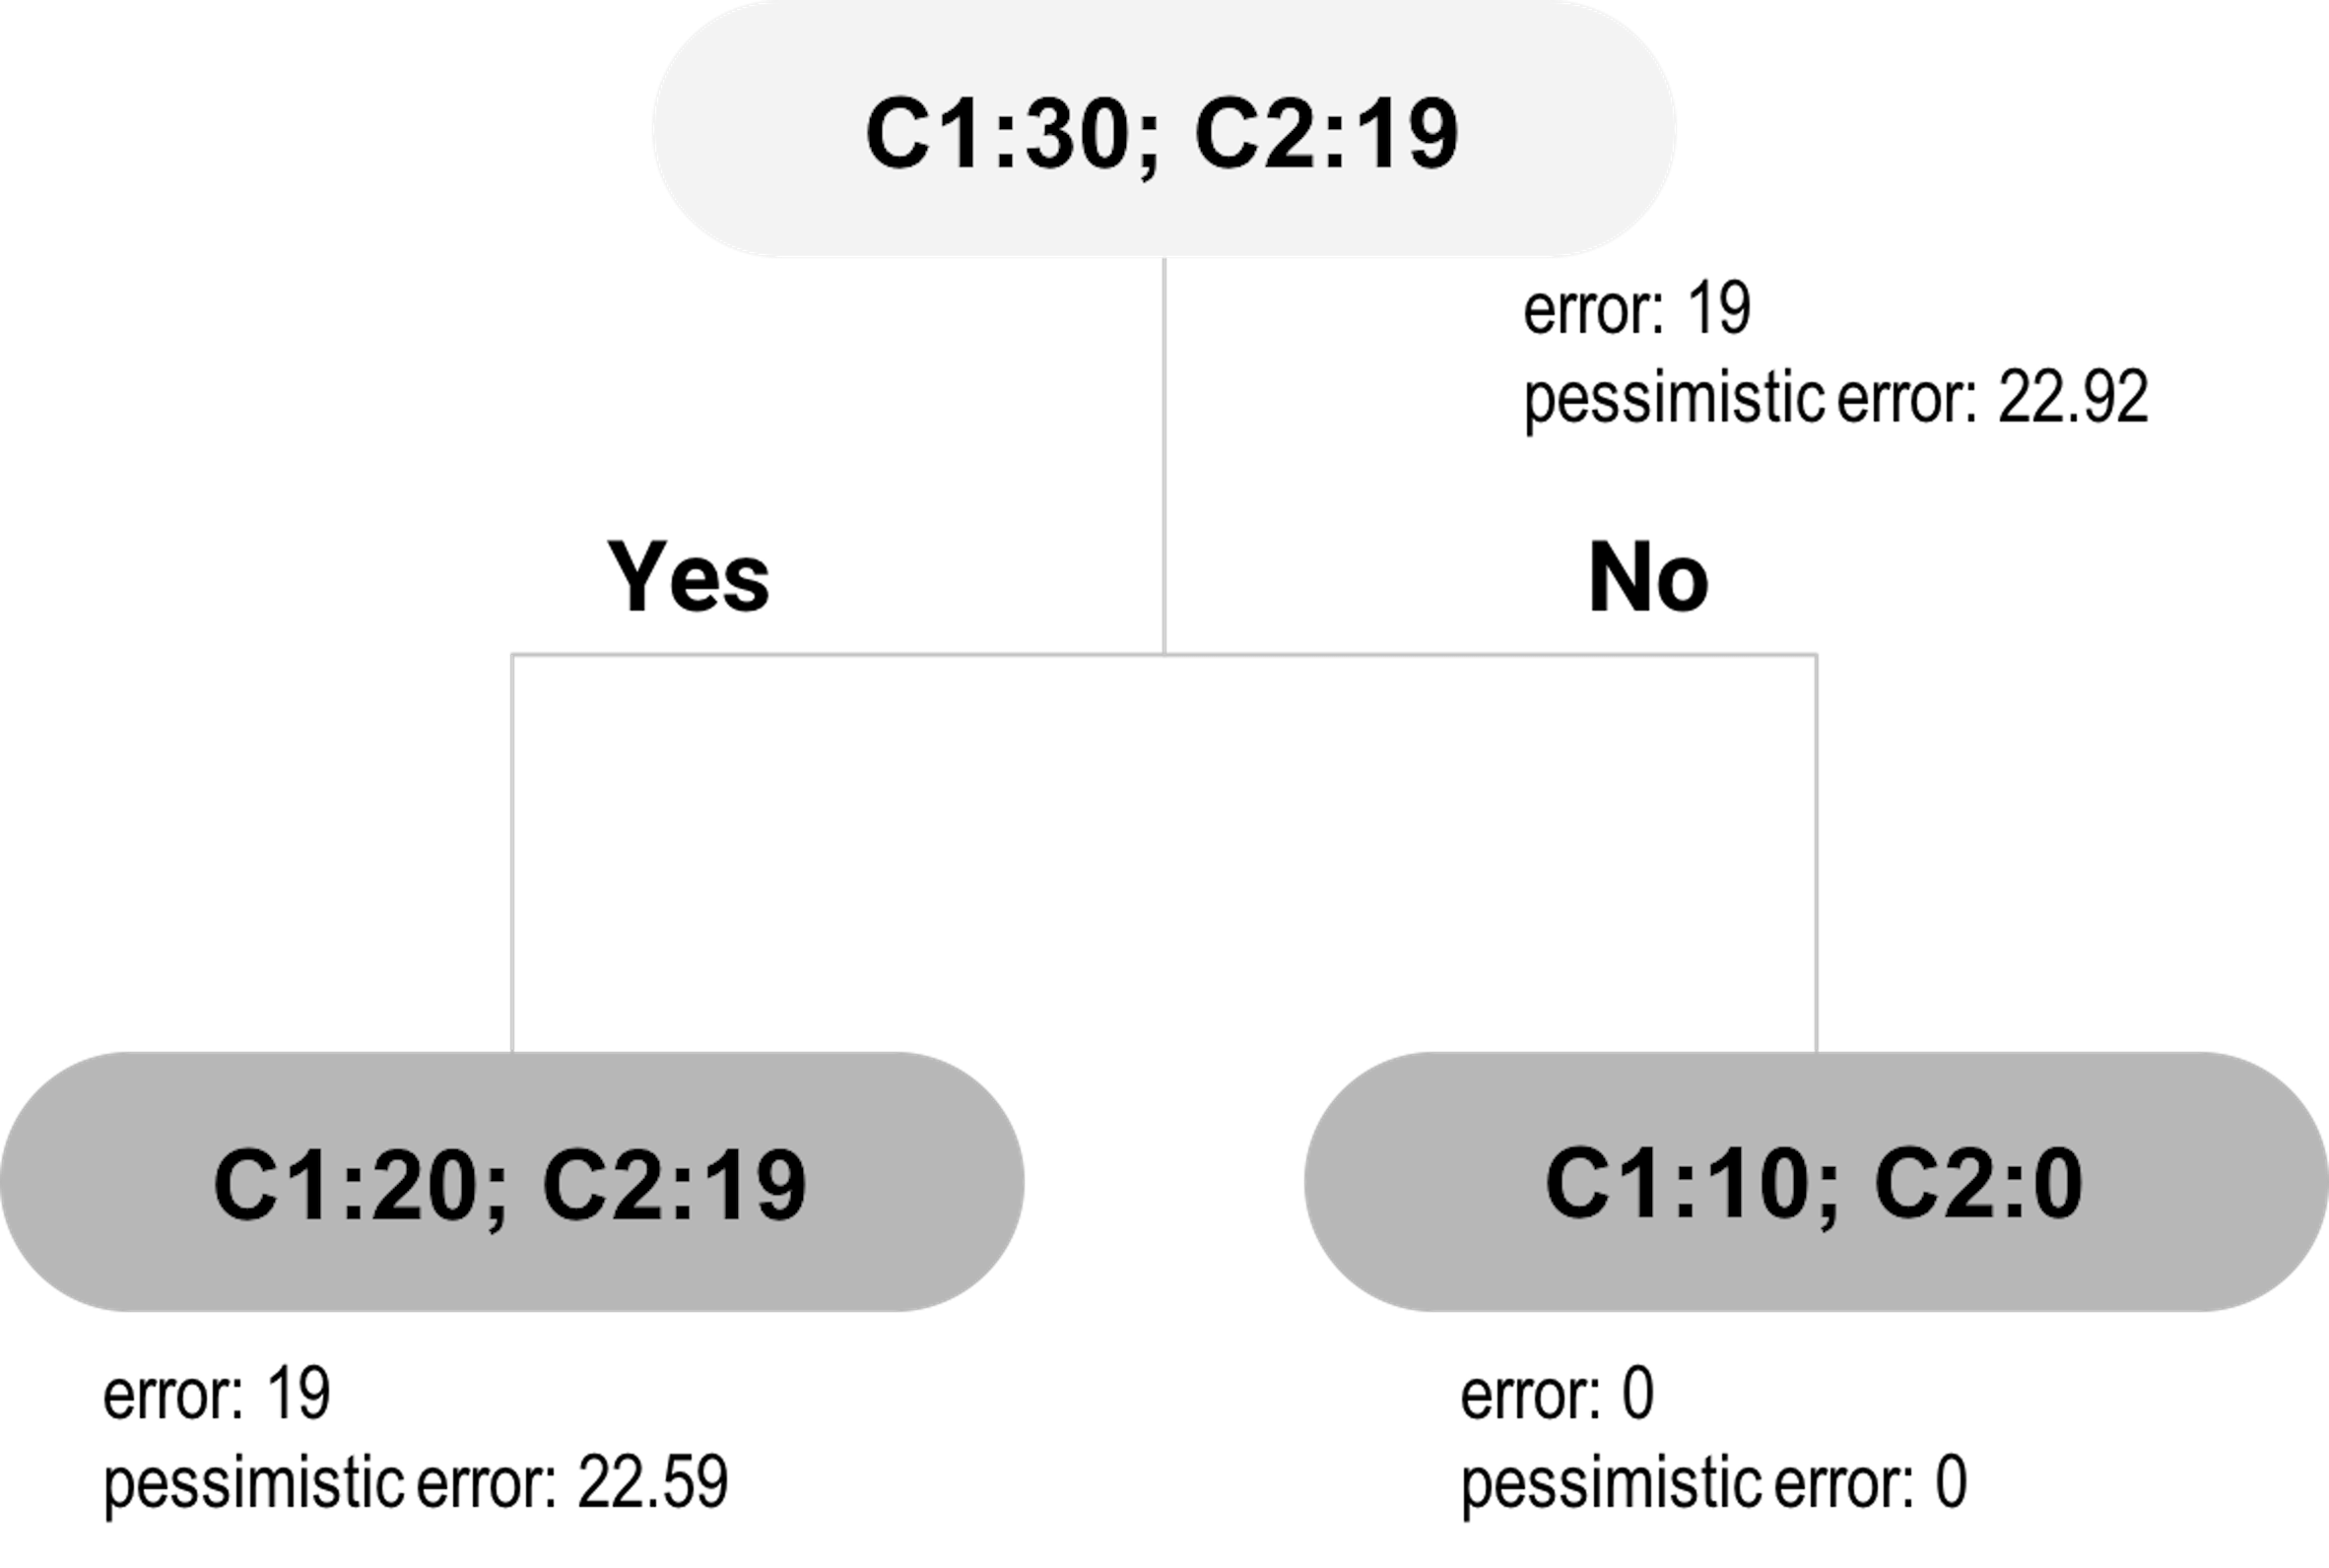 C1:30; C2:19
error: 19
pessimistic error: 22.92
Yes
No
C1:20; C2:19
C1:10; C2:0
error: 19
pessimistic error: 22.59
error: 0
pessimistic error: 0